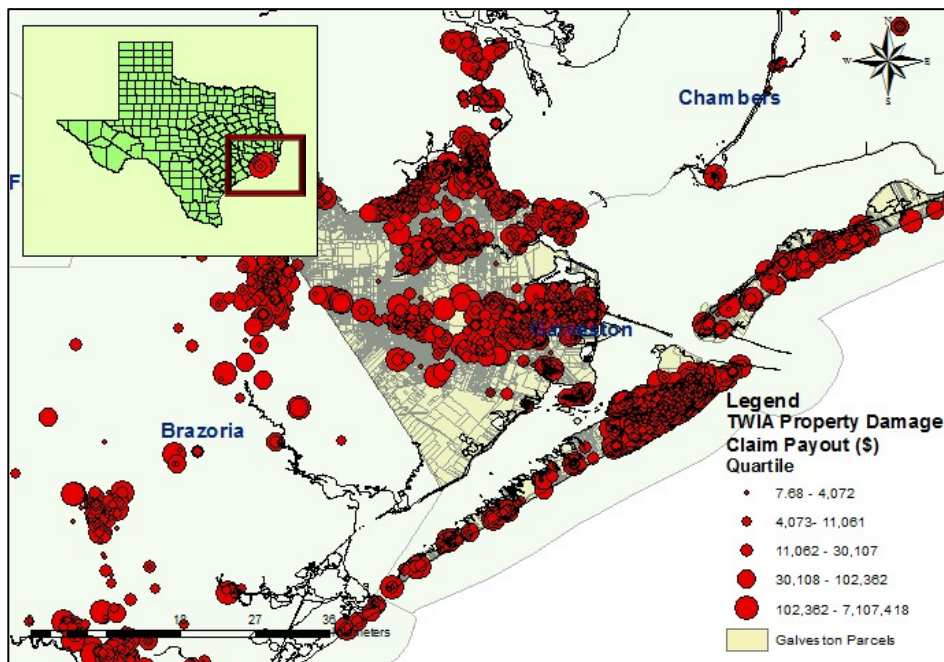 N
W
E
S
Chambers
F
Galveston
Brazoria
Legend
TWIA Property Damage
Claim Payout ($)
Quartile
7.68 - 4,072
4,073- 11,061
11,062 - 30,107
30,108 - 102,362
102,362 - 7,107,418
Galveston Parcels
18
27
36